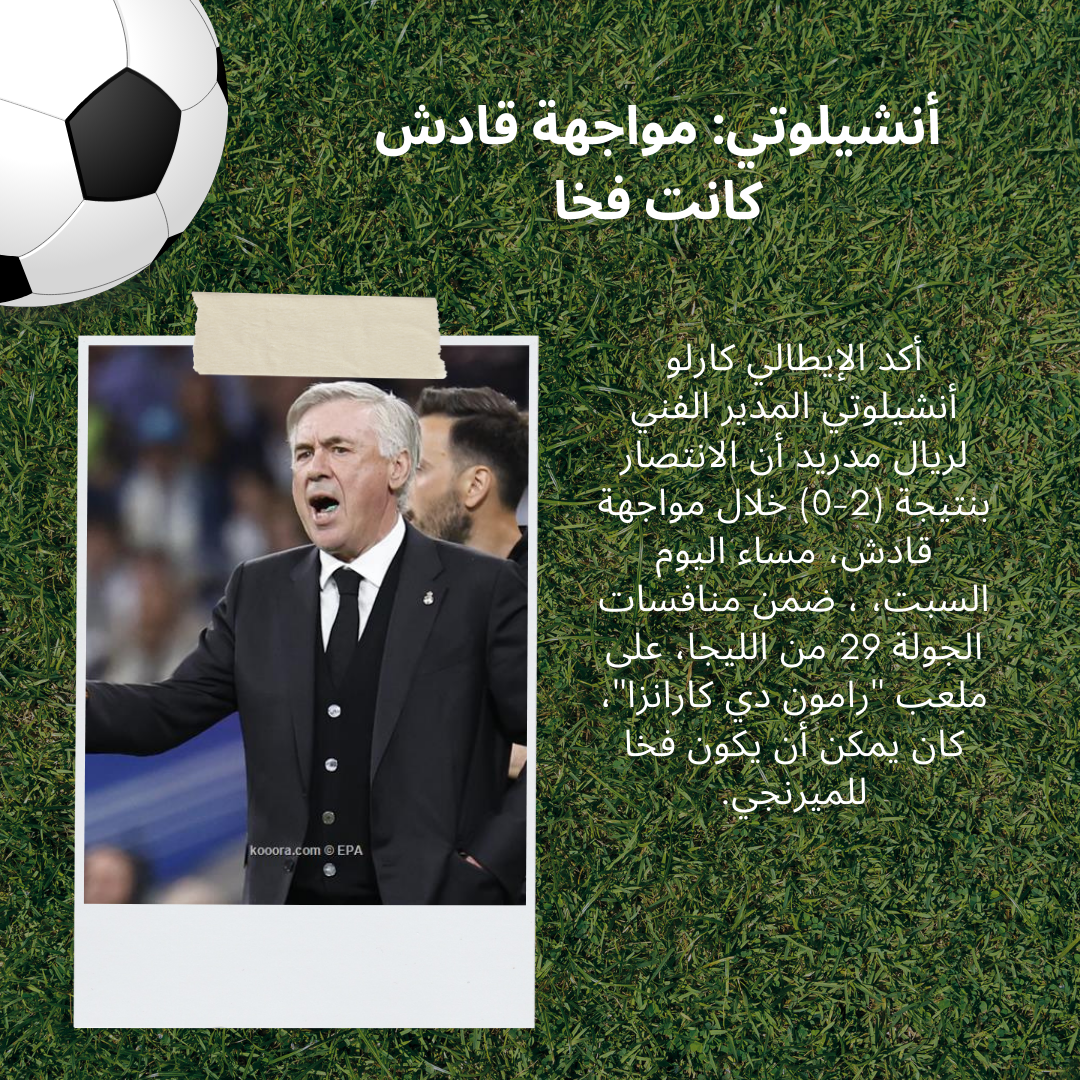 أنشيلوتي: مواجهة قادش
كانت فخا
أكد الإيطالي كارلو
أنشيلوتي المدير الفني
لريال مدريد أن الانتصار
بنتيجة (2-0) خلال مواجهة
قادش، مساء اليوم
السبت، ، ضمن منافسات
الجولة 29 من الليجا، على
ملعب "رامون دي كارانزا"،
كان يمكن أن يكون فخا
للميرنجي.
kooora.com © EPA